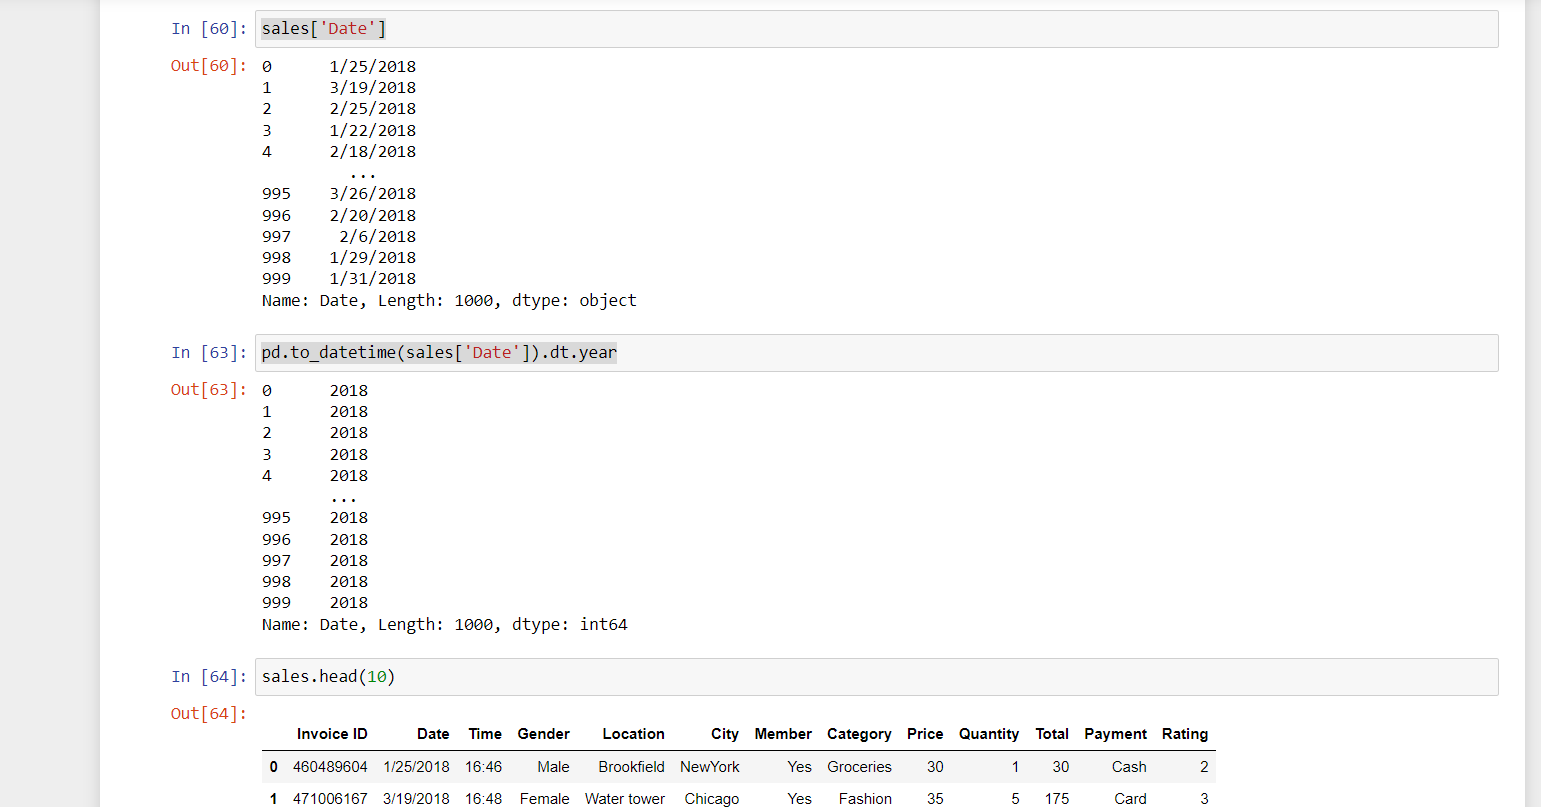 In [60]: sales['Date']
Out[60]: 0 1/25/2018
1 3/19/2018
2 2/25/2018
3 1/22/2018
4 2/18/2018
...
995 3/26/2018
996 2/20/2018
997 2/6/2018
998 1/29/2018
999 1/31/2018
Name: Date, Length: 1000, dtype: object
In [63]: pd.to_datetime(sales['Date']).dt.year
Out[63]: 0 2018
1 2018
2 2018
3 2018
4 2018
...
995 2018
996 2018
997 2018
998 2018
999 2018
Name: Date, Length: 1000, dtype: int64
In [64]: sales.head(10)
Out[64]:
Invoice ID Date Time Gender Location City Member Category Price Quantity Total Payment Rating
0 460489604 1/25/2018 16:46 Male Brookfield NewYork Yes Groceries 30 1 30 Cash 2
1 471006167 3/19/2018 16:48 Female Water tower Chicago Yes Fashion 35 5 175 Card 3